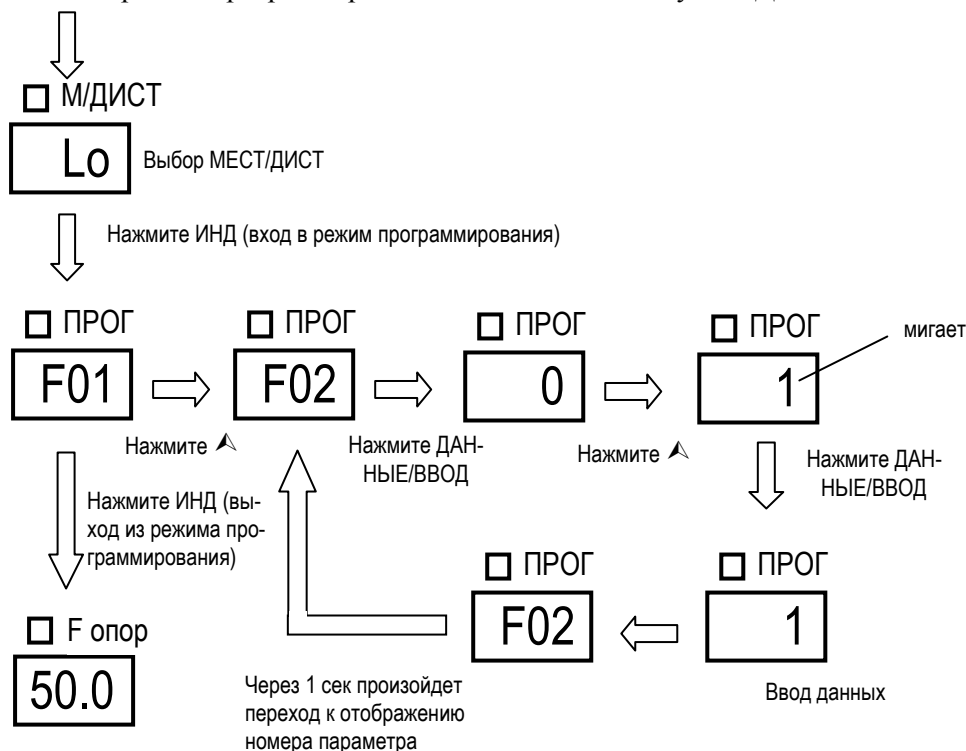 М/ДИСТ
Lo
Выбор МЕСТ/ДИСТ
Нажмите ИНД (вход в режим программирования)
ПРОГ
ПРОГ
ПРОГ
ПРОГ
мигает
F01
F02
0
1
Нажмите
Нажмите ДАН-
НЫЕ/ВВОД
Нажмите
Нажмите ДАН-
НЫЕ/ВВОД
Нажмите ИНД (вы-
ход из режима про-
граммирования)
ПРОГ
ПРОГ
F02
1
F опор
50.0
Через 1 сек произойдет
переход к отображению
номера параметра
Ввод данных